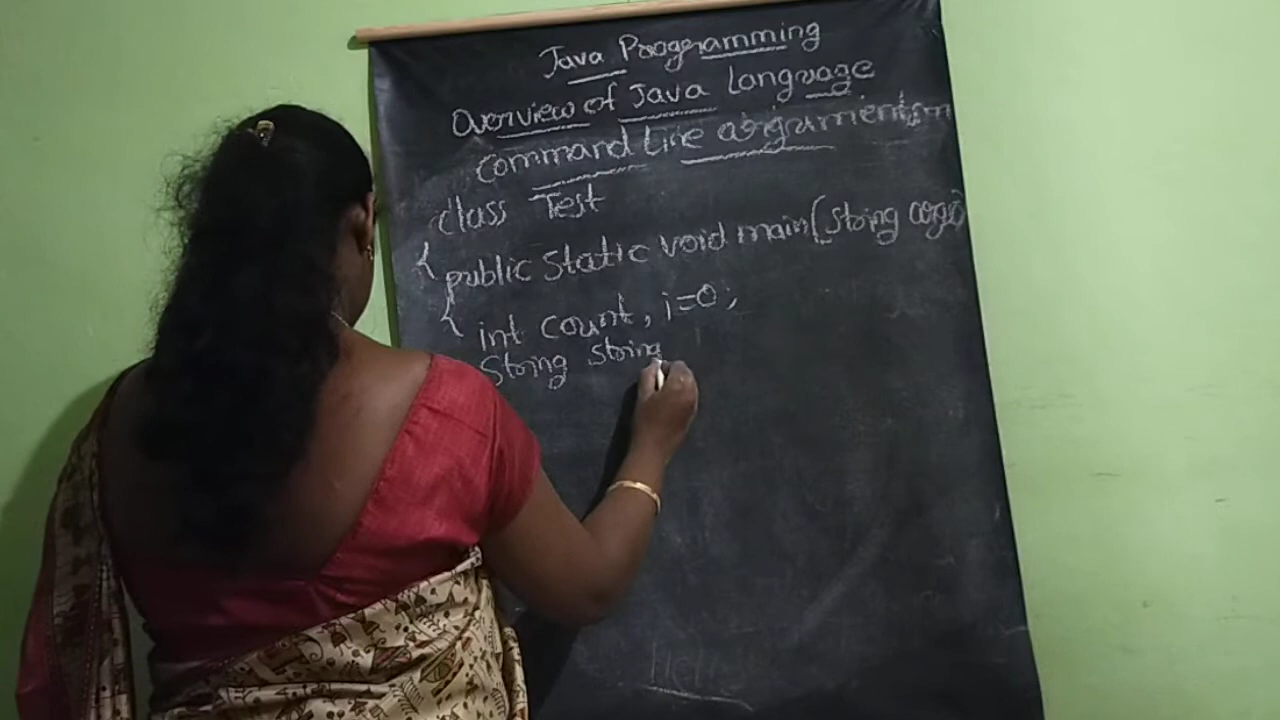 Java Programming
Overview of Java Language
Command Line arguments
class Test
{ public static void main(String args
{ int count, i=0;
String string
Hello